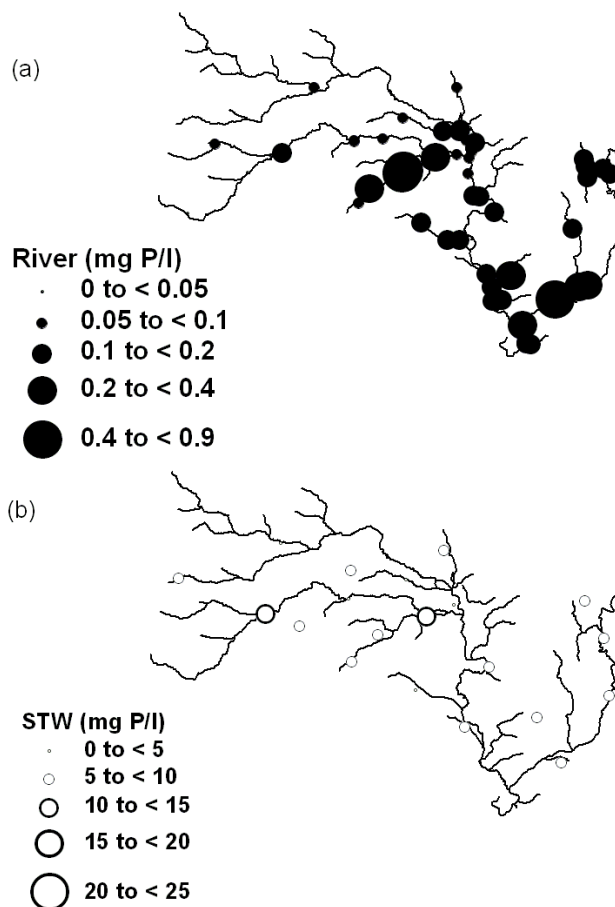 (a)
River (mg P/l)
0 to < 0.05
0.05 to < 0.1
0.1 to < 0.2
0.2 to < 0.4
0.4 to < 0.9
(b)
STW (mg P/l)
0 to < 5
5 to < 10
10 to < 15
15 to < 20
20 to < 25